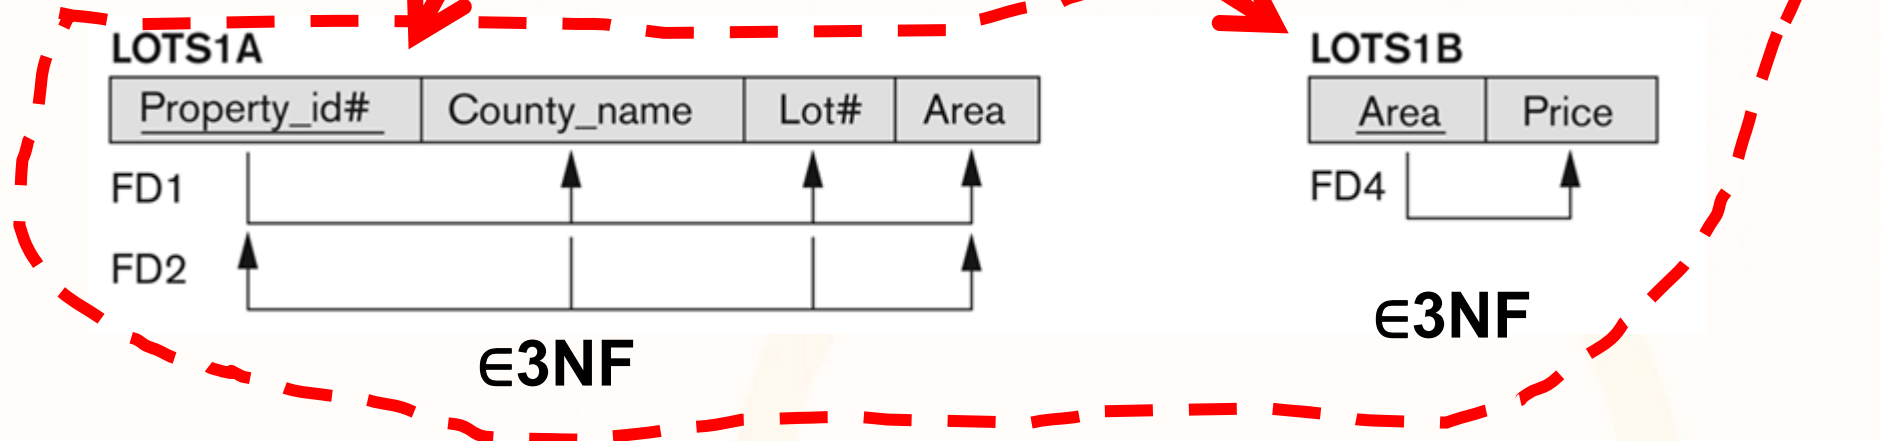 LOTS1A
Property_id# County_name Lot# Area
FD1
FD2
∈3NF
LOTS1B
Area Price
FD4
∈3NF